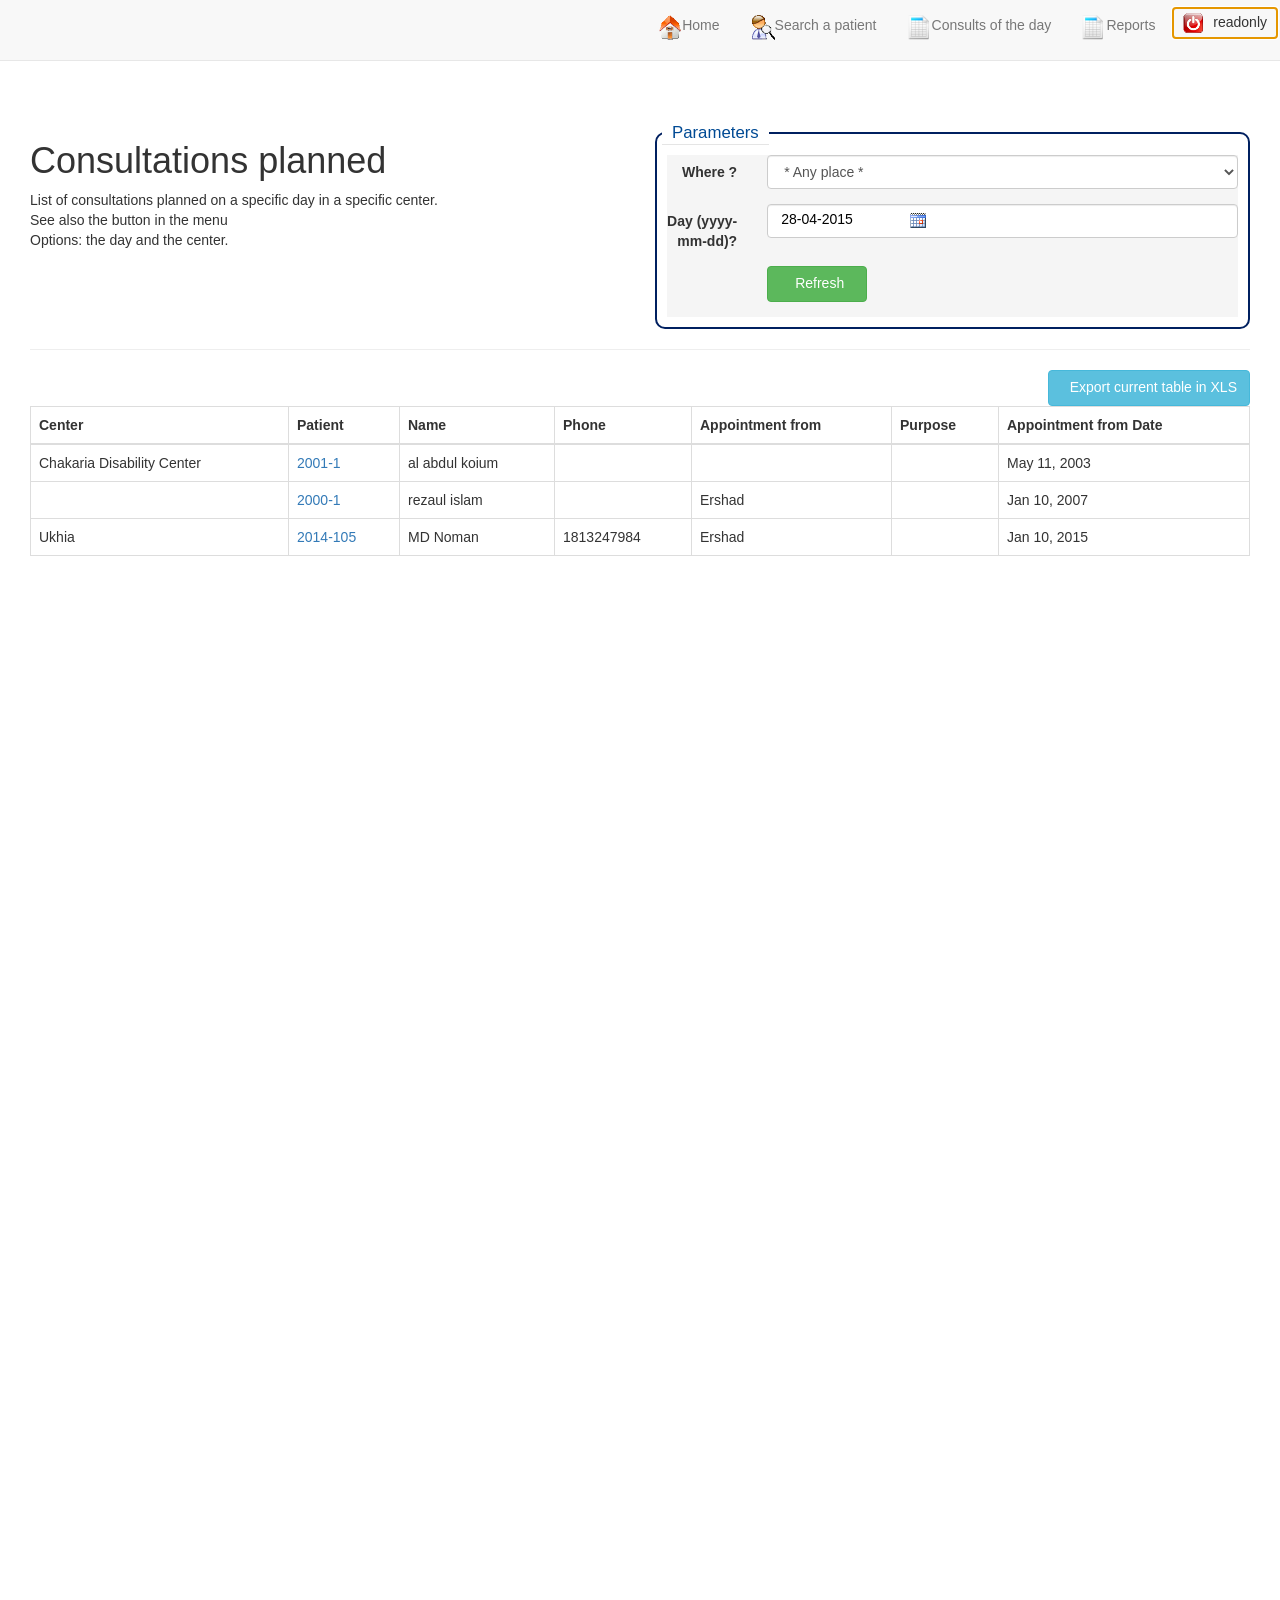 Home Search a patient Consults of the day Reports readonly
Consultations planned
List of consultations planned on a specific day in a specific center.
See also the button in the menu
Options: the day and the center.
Parameters
Where ? * Any place *
Day (yyyy-mm-dd)? 28-04-2015
Refresh
Export current table in XLS
Center Patient Name Phone Appointment from Purpose Appointment from Date
Chakaria Disability Center 2001-1 al abdul koium May 11, 2003
2000-1 rezaul islam Ershad Jan 10, 2007
Ukhia 2014-105 MD Noman 1813247984 Ershad Jan 10, 2015